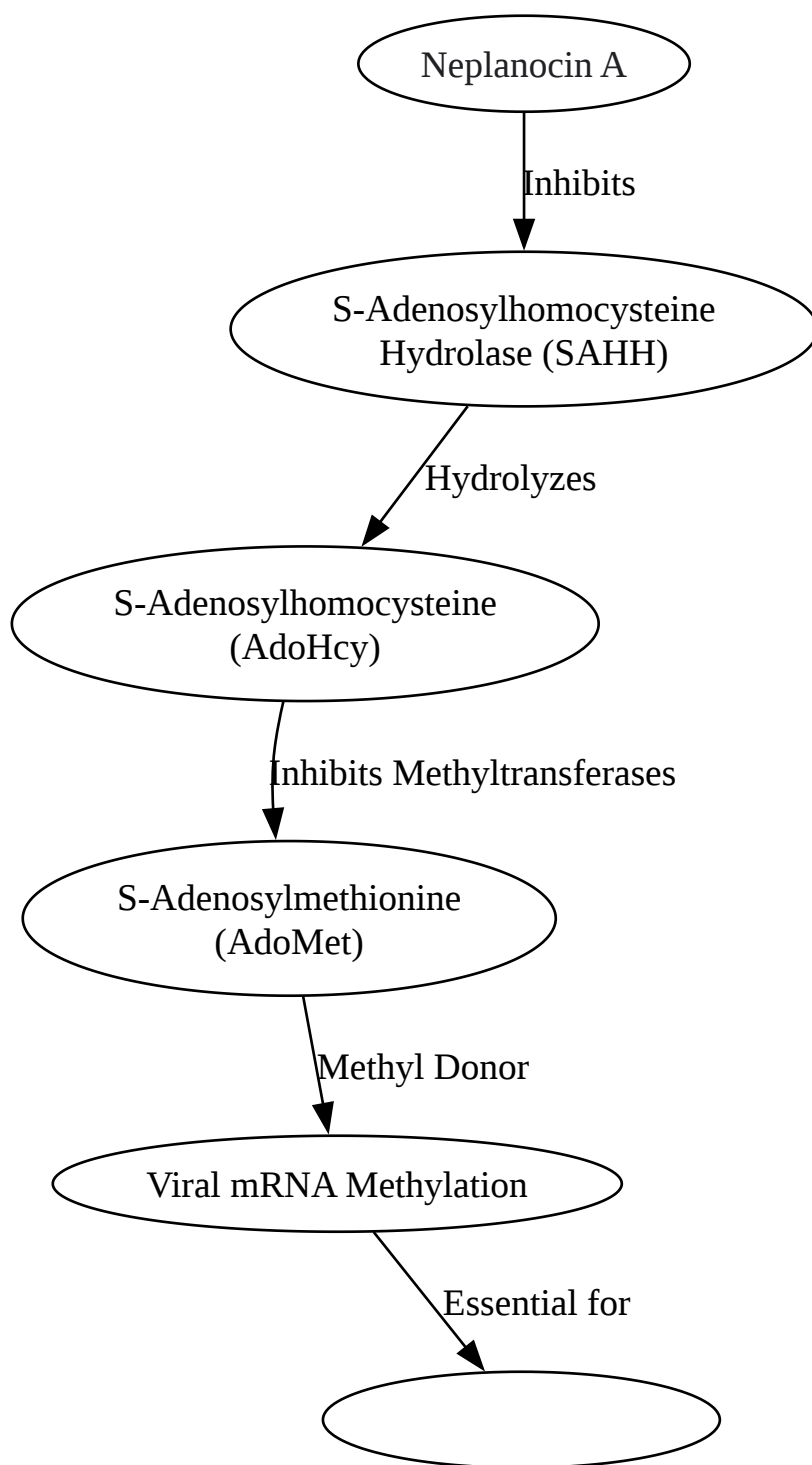 Neplanocin A
Inhibits
S-Adenosylhomocysteine
Hydrolase (SAHH)
Hydrolyzes
S-Adenosylhomocysteine
(AdoHcy)
Inhibits Methyltransferases
S-Adenosylmethionine
(AdoMet)
Methyl Donor
Viral mRNA Methylation
Essential for